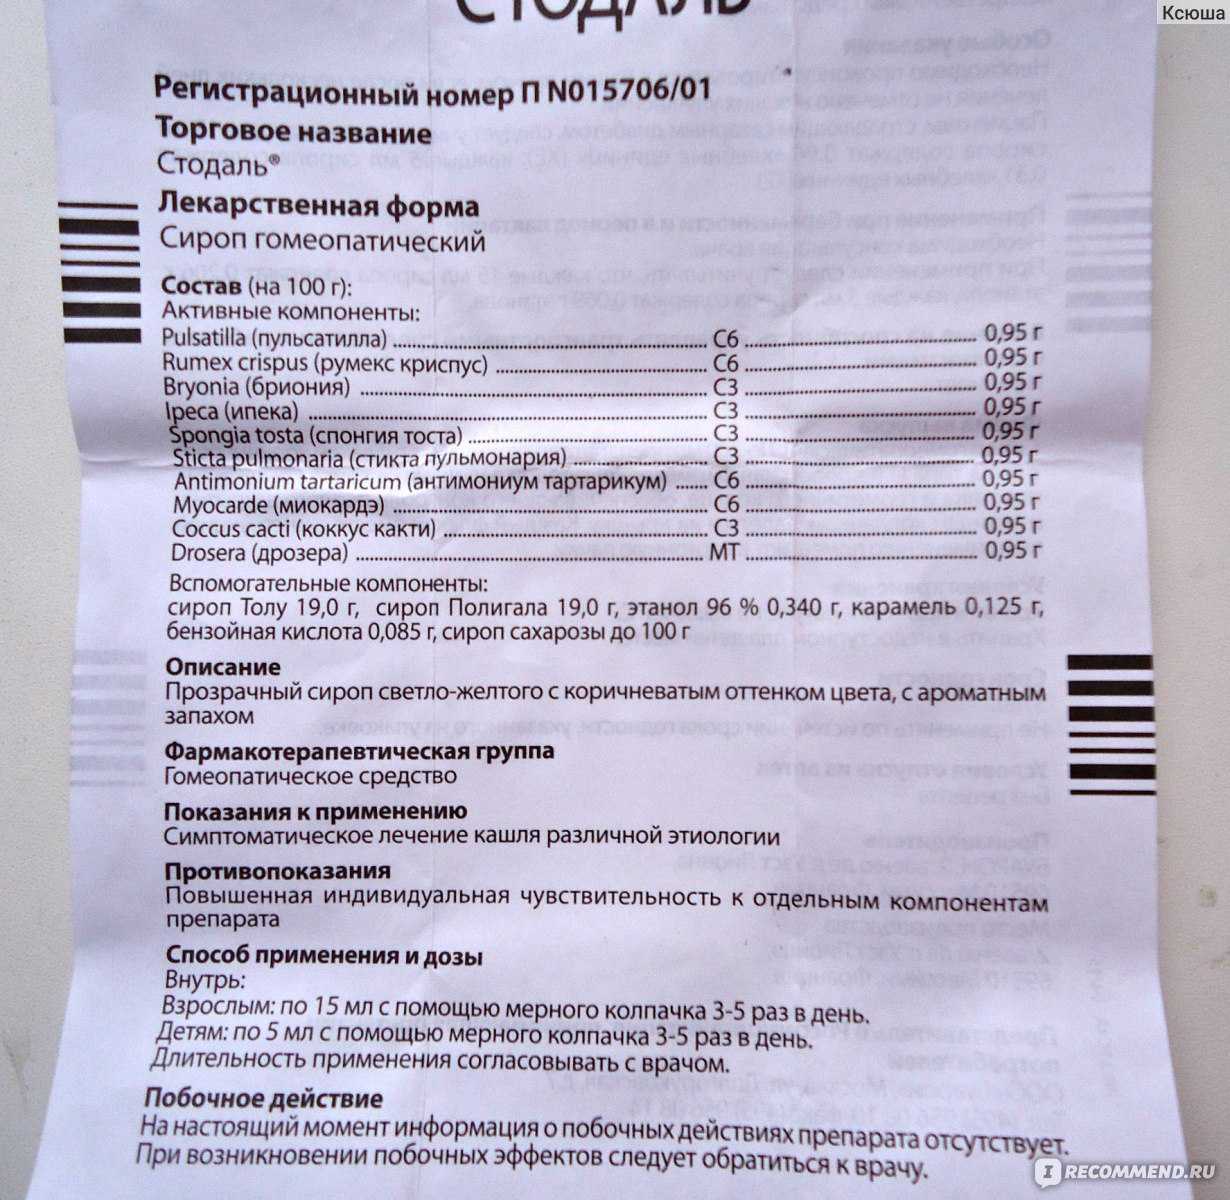 Ксюша
СТОДАЛЬ
Регистрационный номер П N015706/01
Торговое название
Стодаль®
Лекарственная форма
Сироп гомеопатический
Состав (на 100 г):
Активные компоненты:
Pulsatilla (пульсатилла) C6 0,95 г
Rumex crispus (румекс криспус) C6 0,95 г
Bryonia (бриония) C3 0,95 г
Ipeca (ипека) C3 0,95 г
Spongia tosta (спонгия тоста) C3 0,95 г
Sticta pulmonaria (стикта пульмонария) C3 0,95 г
Antimonium tartaricum (антимониум тартарикум) C6 0,95 г
Myocarde (миокардэ) C6 0,95 г
Coccus cacti (коккус какти) C3 0,95 г
Drosera (дрозера) MT 0,95 г
Вспомогательные компоненты:
сироп Толу 19,0 г, сироп Полигала 19,0 г, этанол 96 % 0,340 г, карамель 0,125 г,
бензойная кислота 0,085 г, сироп сахарозы до 100 г
Описание
Прозрачный сироп светло-желтого с коричневатым оттенком цвета, с ароматным
запахом
Фармакотерапевтическая группа
Гомеопатическое средство
Показания к применению
Симптоматическое лечение кашля различной этиологии
Противопоказания
Повышенная индивидуальная чувствительность к отдельным компонентам
препарата
Способ применения и дозы
Внутрь:
Взрослым: по 15 мл с помощью мерного колпачка 3-5 раз в день.
Детям: по 5 мл с помощью мерного колпачка 3-5 раз в день.
Длительность применения согласовывать с врачом.
Побочное действие
На настоящий момент информация о побочных действиях препарата отсутствует.
При возникновении побочных эффектов следует обратиться к врачу.
IRECOMMEND.RU